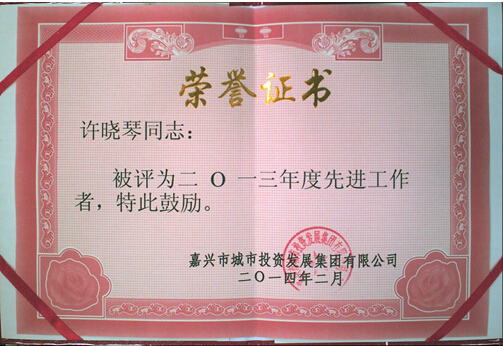 荣誉证书
许晓琴同志：
被评为二 O 一三年度先进工作
者，特此鼓励。
嘉兴市城市投资发展集团有限公司
二〇一四年二月